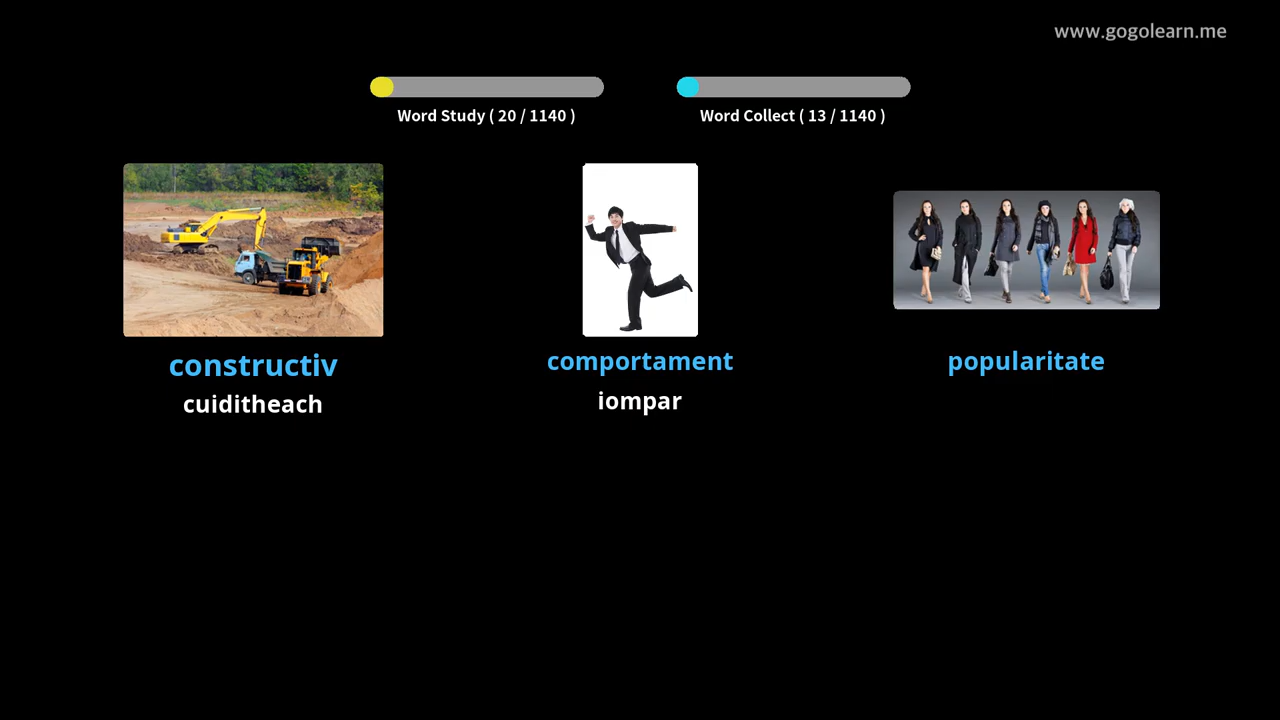 www.gogolearn.me
Word Study ( 20 / 1140 )
Word Collect ( 13 / 1140 )
constructiv
cuiditheach
comportament
iompar
popularitate